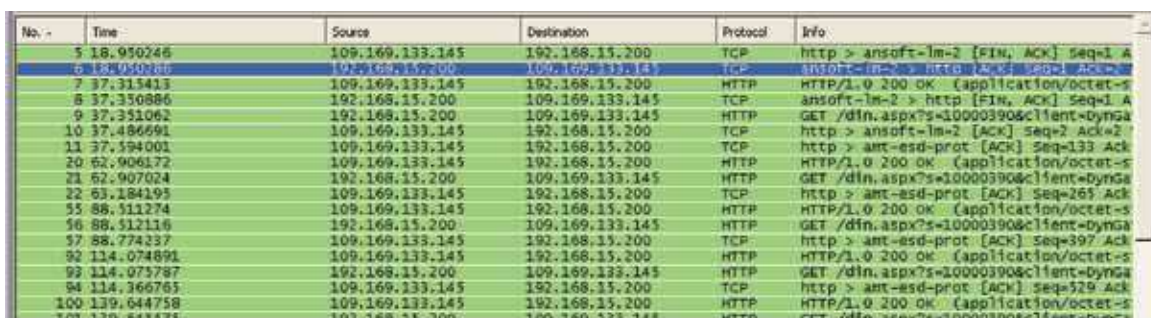 No. - Time Source Destination Protocol Info
5 18.950246 109.169.133.145 192.168.15.200 TCP http > ansoft-lm-2 [FIN, ACK] Seq=1 A
6 18.950286 192.168.15.200 109.169.133.145 TCP ansoft-lm-2 > http [ACK] Seq=1 Ack=2
7 37.315413 109.169.133.145 192.168.15.200 HTTP HTTP/1.0 200 OK (application/octet-s
8 37.350886 192.168.15.200 109.169.133.145 TCP ansoft-lm-2 > http [FIN, ACK] Seq=1 A
9 37.351062 192.168.15.200 109.169.133.145 HTTP GET /din.aspx?s=10000390&client=DynGa
10 37.486691 109.169.133.145 192.168.15.200 TCP http > ansoft-lm-2 [ACK] Seq=2 Ack=2
11 37.594001 109.169.133.145 192.168.15.200 TCP http > amt-esd-prot [ACK] Seq=133 Ack
20 62.906172 109.169.133.145 192.168.15.200 HTTP HTTP/1.0 200 OK (application/octet-s
21 62.907024 192.168.15.200 109.169.133.145 HTTP GET /din.aspx?s=10000390&client=DynGa
22 63.184195 109.169.133.145 192.168.15.200 TCP http > amt-esd-prot [ACK] Seq=265 Ack
55 88.511274 109.169.133.145 192.168.15.200 HTTP HTTP/1.0 200 OK (application/octet-s
56 88.512116 192.168.15.200 109.169.133.145 HTTP GET /din.aspx?s=10000390&client=DynGa
57 88.774237 109.169.133.145 192.168.15.200 TCP http > amt-esd-prot [ACK] Seq=397 Ack
92 114.074891 109.169.133.145 192.168.15.200 HTTP HTTP/1.0 200 OK (application/octet-s
93 114.075787 192.168.15.200 109.169.133.145 HTTP GET /din.aspx?s=10000390&client=DynGa
94 114.366765 109.169.133.145 192.168.15.200 TCP http > amt-esd-prot [ACK] Seq=529 Ack
100 139.644758 109.169.133.145 192.168.15.200 HTTP HTTP/1.0 200 OK (application/octet-s